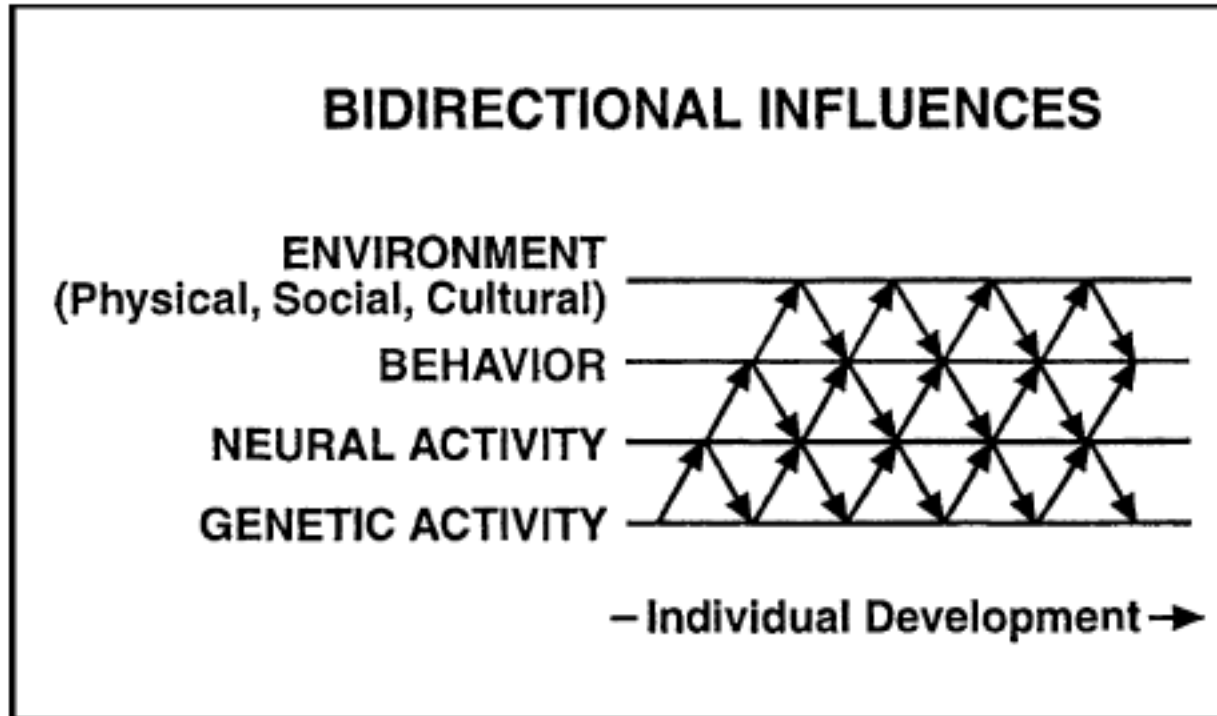 BIDIRECTIONAL INFLUENCES
ENVIRONMENT
(Physical, Social, Cultural)
BEHAVIOR
NEURAL ACTIVITY
GENETIC ACTIVITY
Individual Development